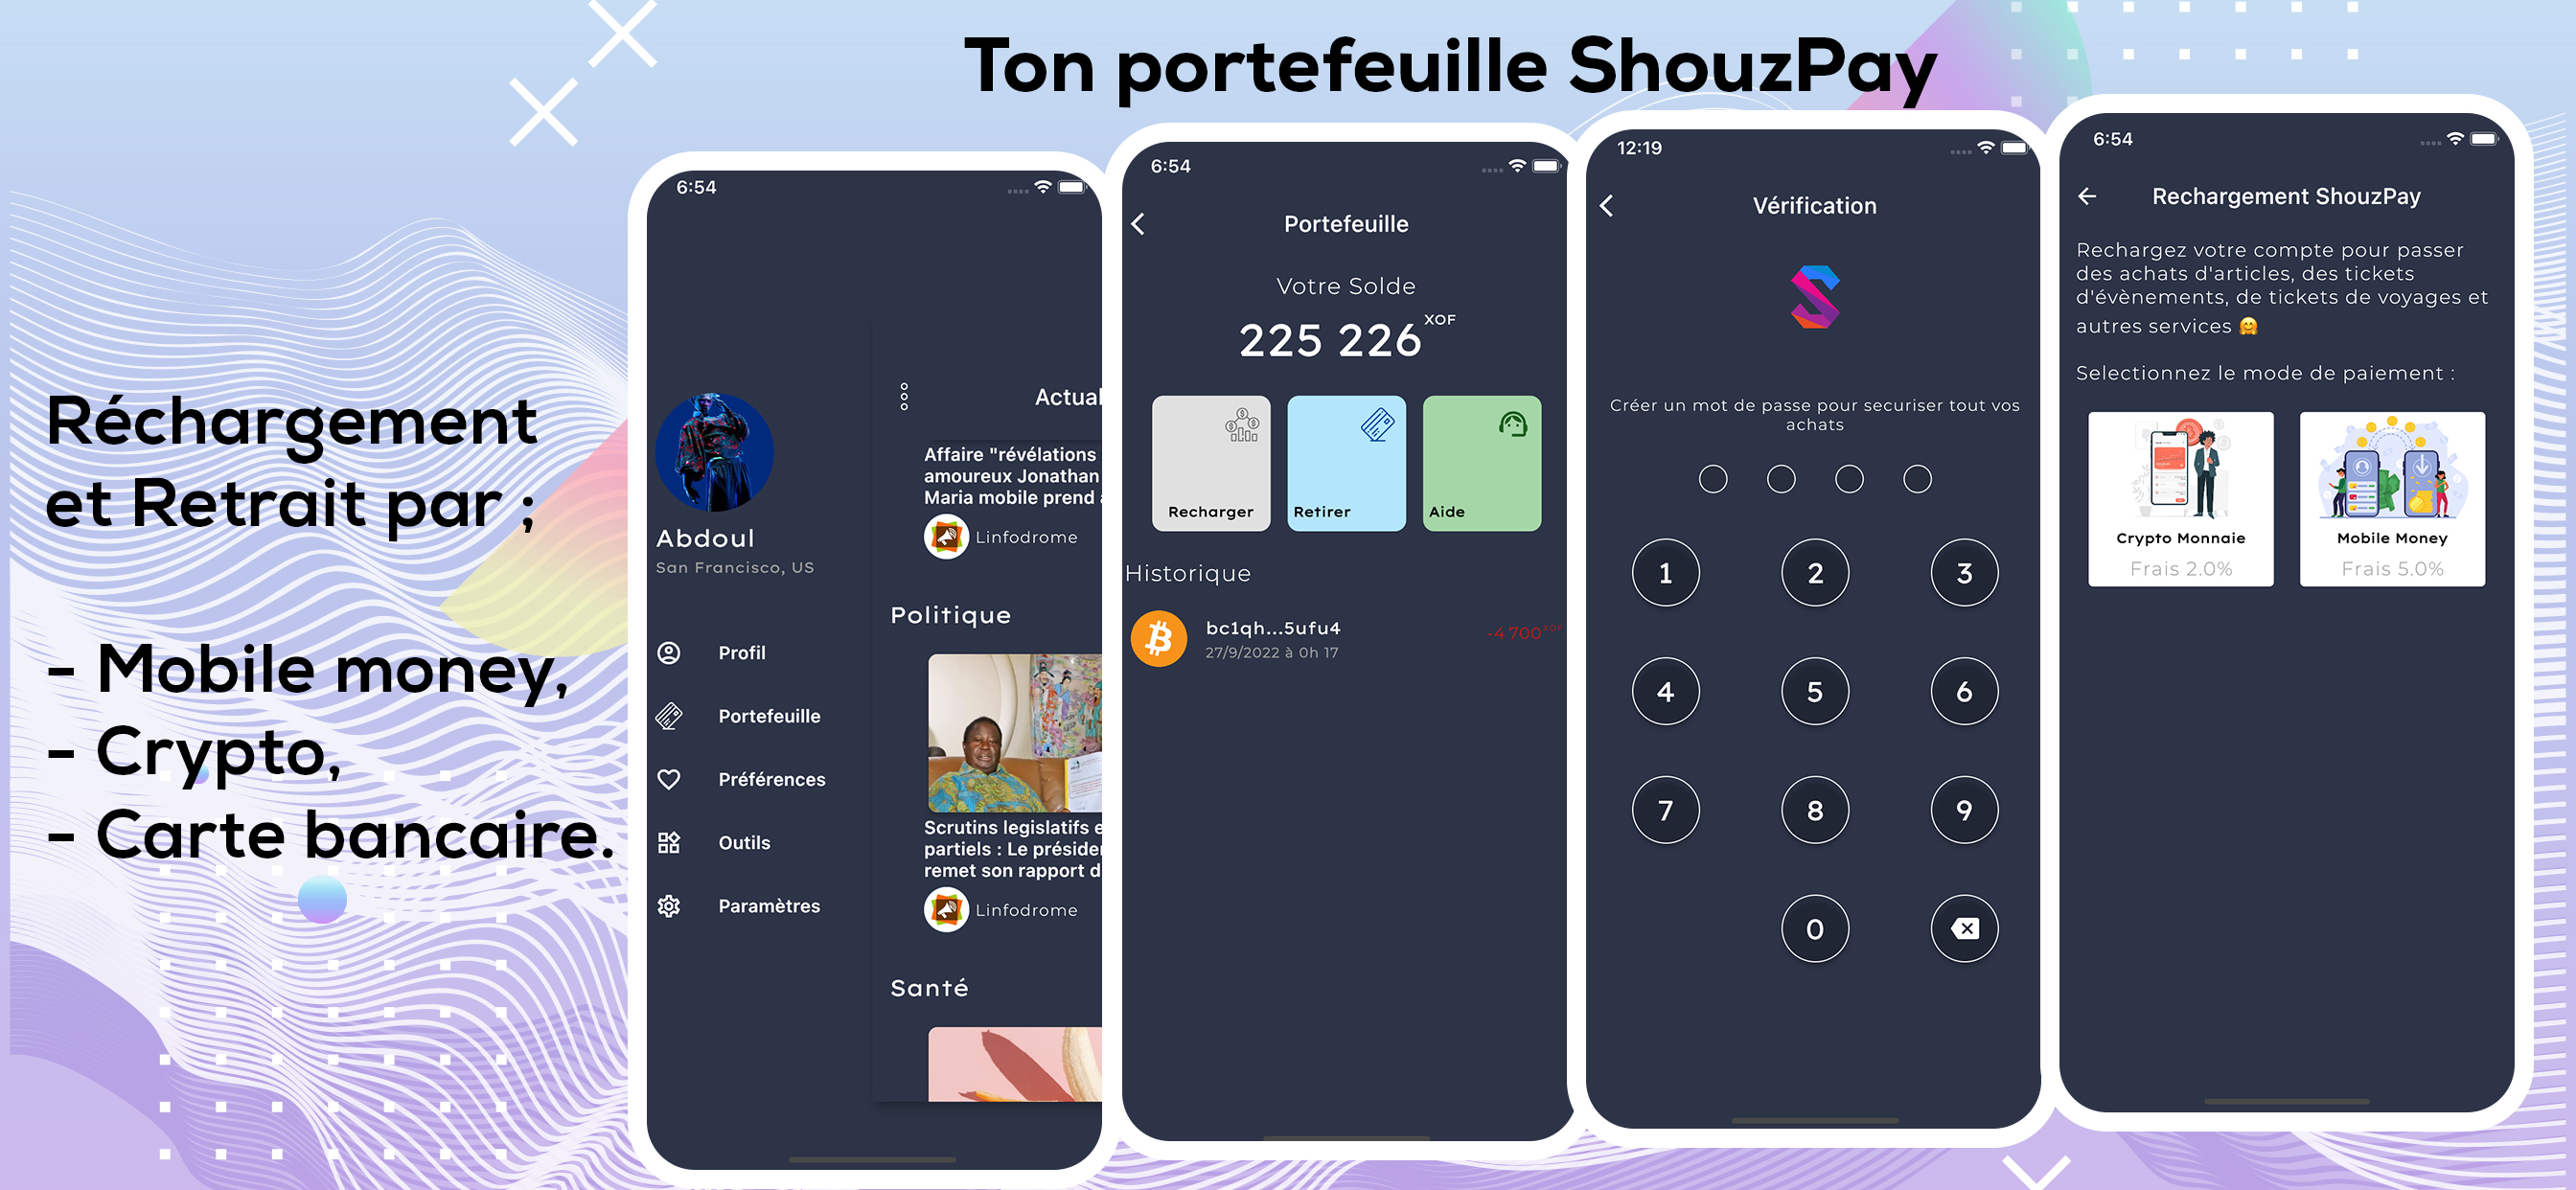 Ton portefeuille ShouzPay
Réchargement
et Retrait par ;
- Mobile money,
- Crypto,
- Carte bancaire.
6:54
Abdoul
San Francisco, US
Profil
Portefeuille
Préférences
Outils
Paramètres
Actual
Affaire "révélations
amoureux Jonathan
Maria mobile prend
Linfodrome
Politique
Scrutins legislatifs e
partiels : Le présider
remet son rapport d
Linfodrome
Santé
6:54
Portefeuille
Votre Solde
225 226 XOF
Recharger
Retirer
Aide
Historique
bc1qh...5ufu4
27/9/2022 à 0h 17
-4 700 XOF
12:19
Vérification
Créer un mot de passe pour securiser tout vos
achats
1 2 3
4 5 6
7 8 9
0
6:54
Rechargement ShouzPay
Rechargez votre compte pour passer
des achats d'articles, des tickets
d'évènements, de tickets de voyages et
autres services 🤗
Selectionnez le mode de paiement :
Crypto Monnaie
Frais 2.0%
Mobile Money
Frais 5.0%